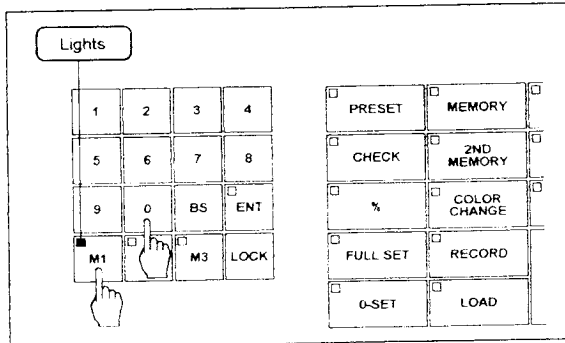 Lights
1 2 3 4
5 6 7 8
9 0 BS ENT
M1 M3 LOCK
PRESET MEMORY
CHECK 2ND
MEMORY
% COLOR
CHANGE
FULL SET RECORD
0-SET LOAD